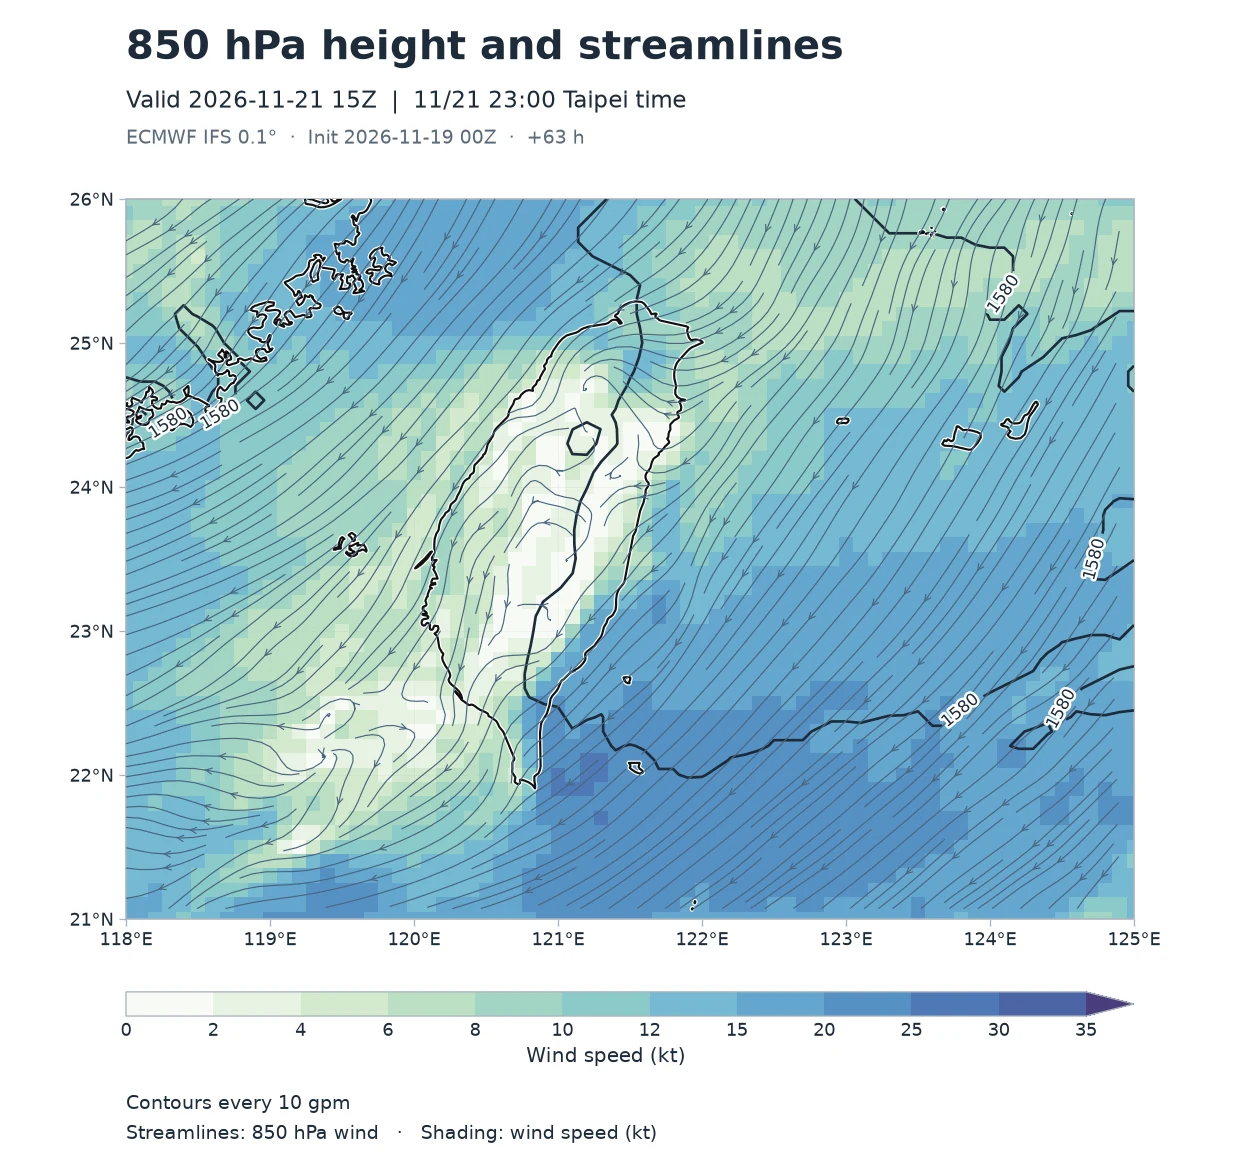 850 hPa height and streamlines
Valid 2026-11-21 15Z | 11/21 23:00 Taipei time
ECMWF IFS 0.1° · Init 2026-11-19 00Z · +63 h
26°N
25°N
24°N
23°N
22°N
21°N
1580
1580
1580
1580
1580
1580
118°E 119°E 120°E 121°E 122°E 123°E 124°E 125°E
0 2 4 6 8 10 12 15 20 25 30 35
Wind speed (kt)
Contours every 10 gpm
Streamlines: 850 hPa wind · Shading: wind speed (kt)